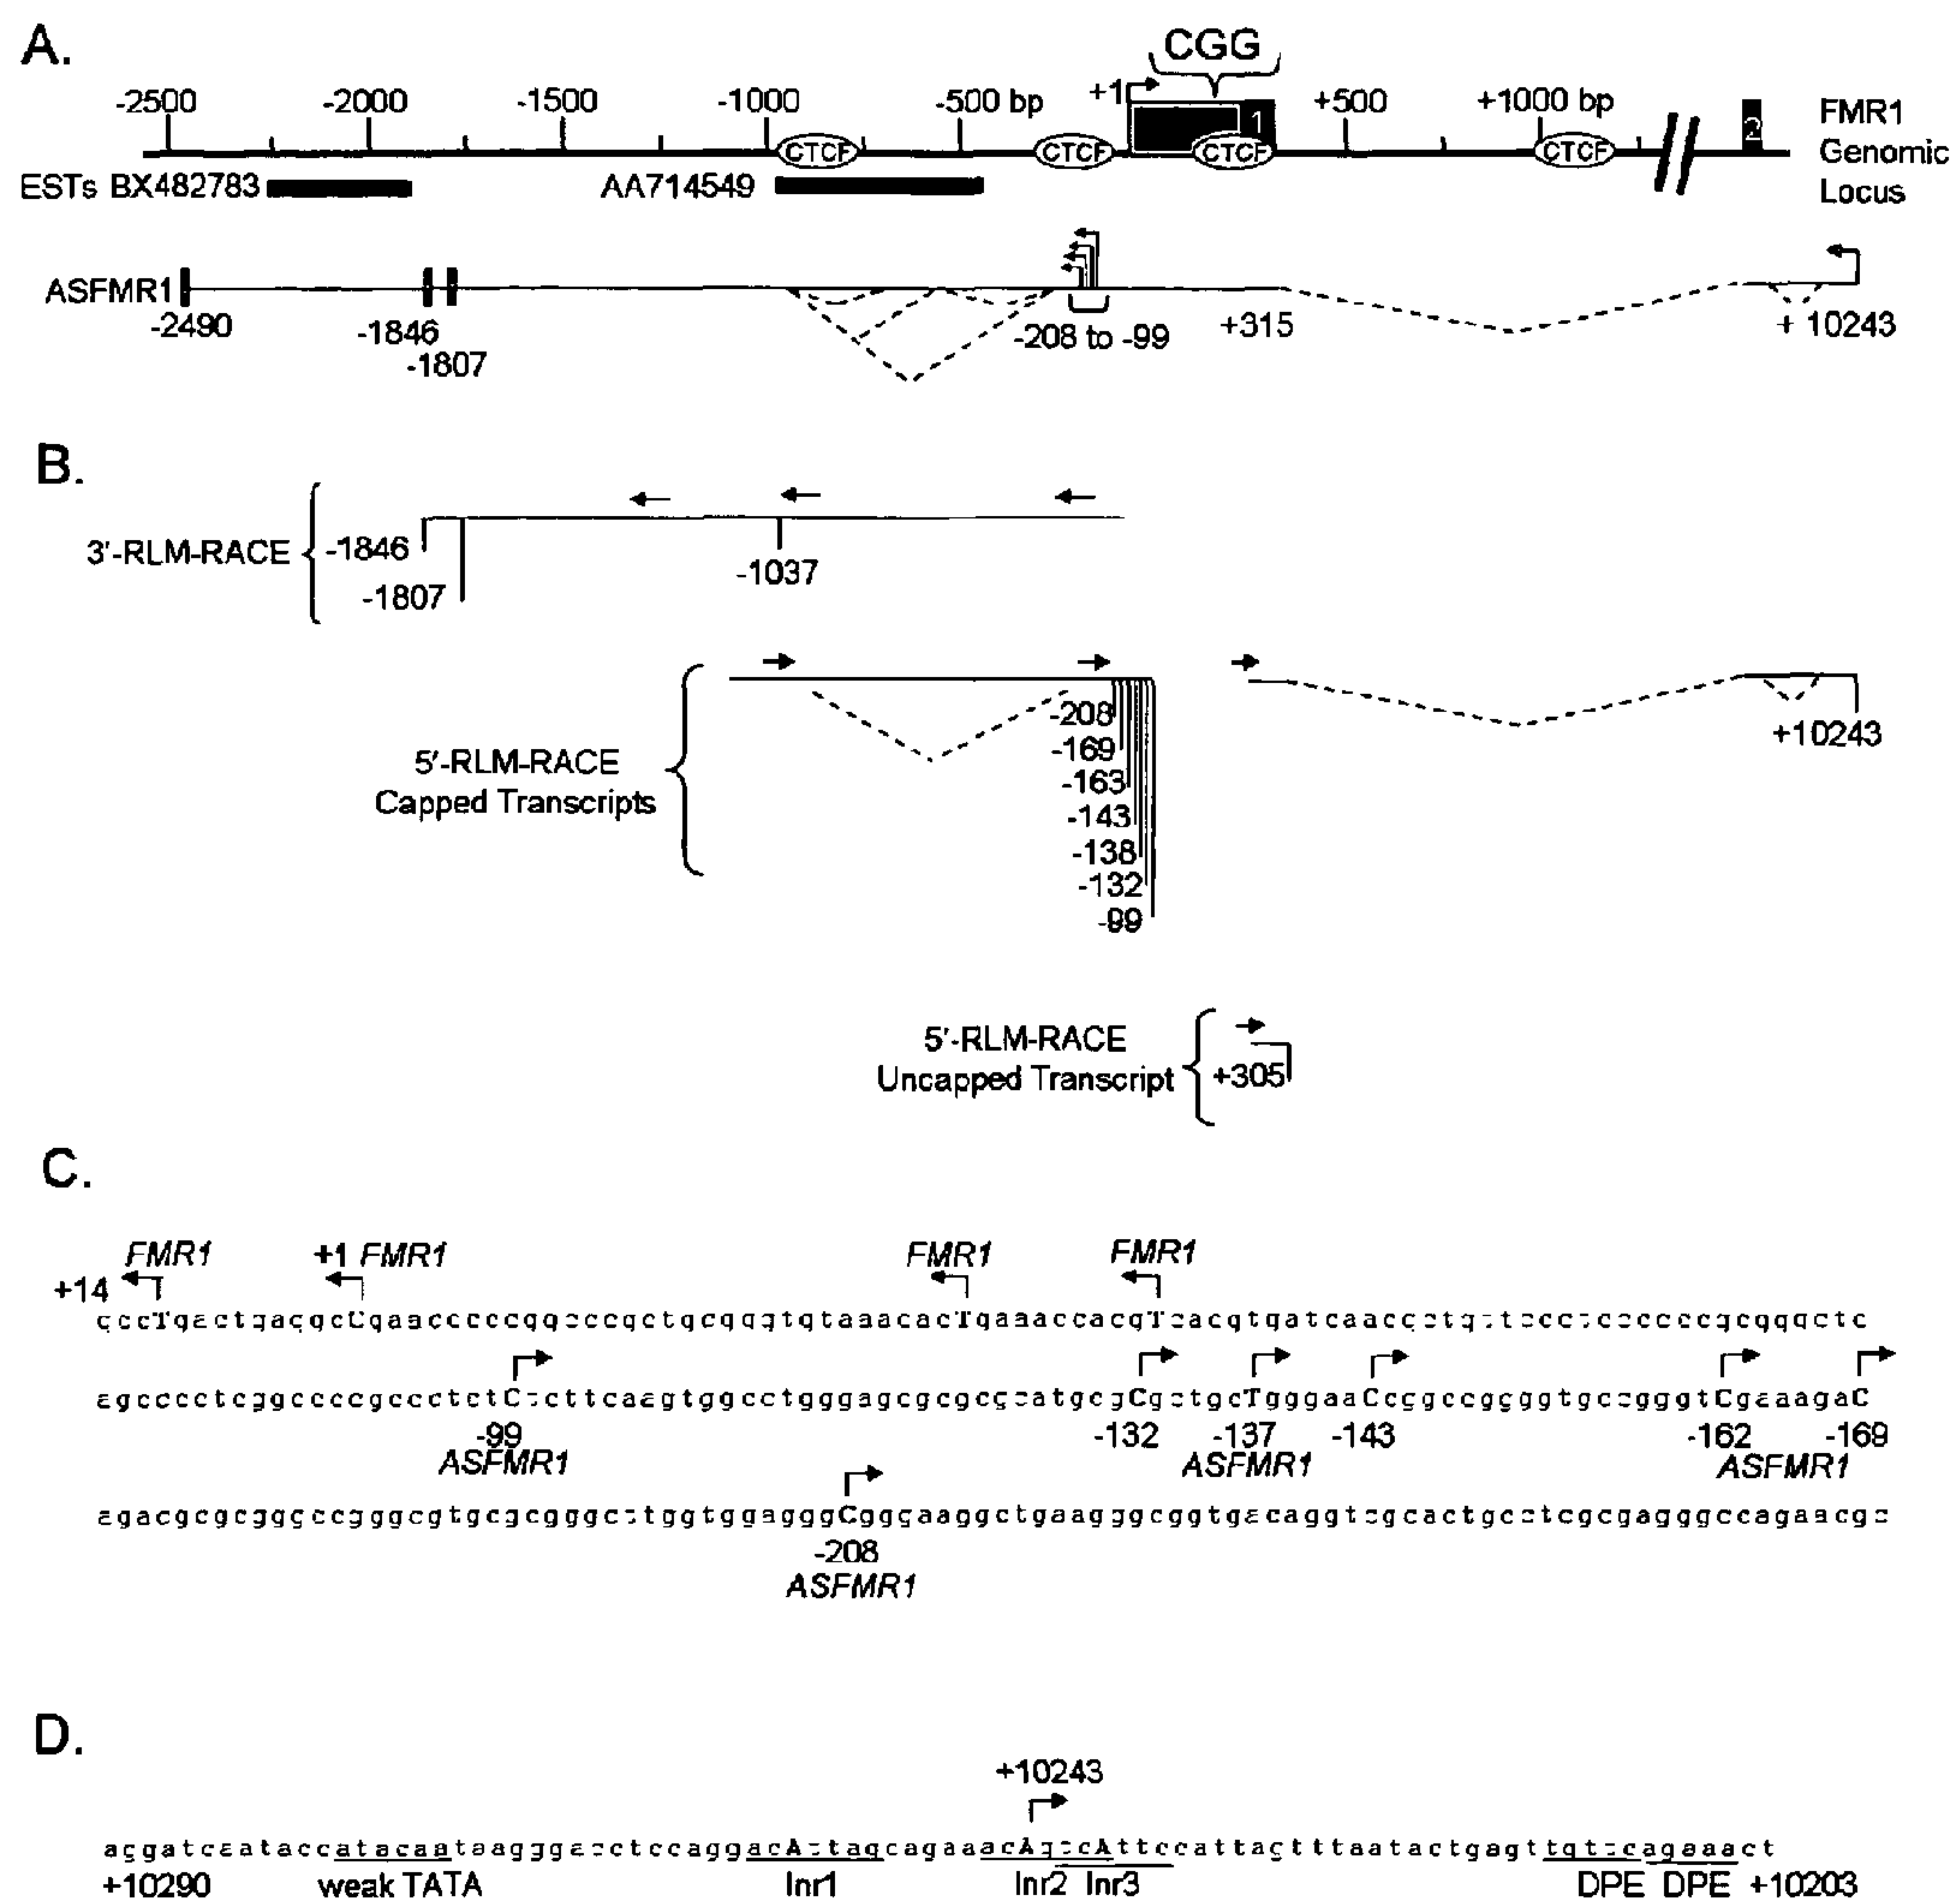 A.
CGG
-2500 -2000 -1500 -1000 -500 bp +1 +500 +1000 bp
1 2
FMR1
Genomic
Locus
CTCF CTCF CTCF CTCF
ESTs BX482783 AA714549
ASFMR1
-2490 -1846 -208 to -99 +315 + 10243
-1807
B.
3'-RLM-RACE
-1846
-1807
-1037
5'-RLM-RACE
Capped Transcripts
-208
-169
-163
-143
-138
-132
-99
+10243
5'-RLM-RACE
Uncapped Transcript
+305
C.
FMR1 +1 FMR1 FMR1 FMR1
+14
-99 -132 -137 -143 -162 -169
ASFMR1 ASFMR1 ASFMR1
-208
ASFMR1
D.
+10243
+10290 weak TATA Inr1 Inr2 Inr3 DPE DPE +10203